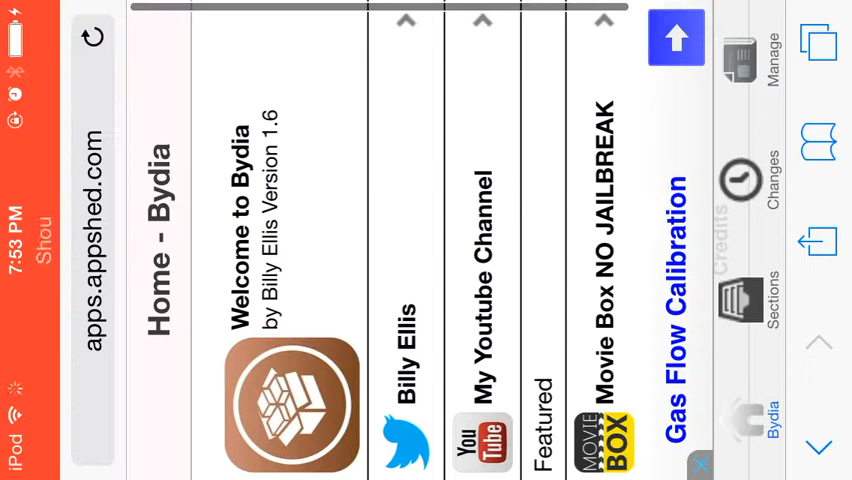 iPod 7:53 PM
Shou
apps.appshed.com
Home - Bydia
Welcome to Bydia
by Billy Ellis Version 1.6
Billy Ellis
You Tube
My Youtube Channel
Featured
MOVIE BOX
Movie Box NO JAILBREAK
Gas Flow Calibration
Credits
Bydia
Sections
Changes
Manage